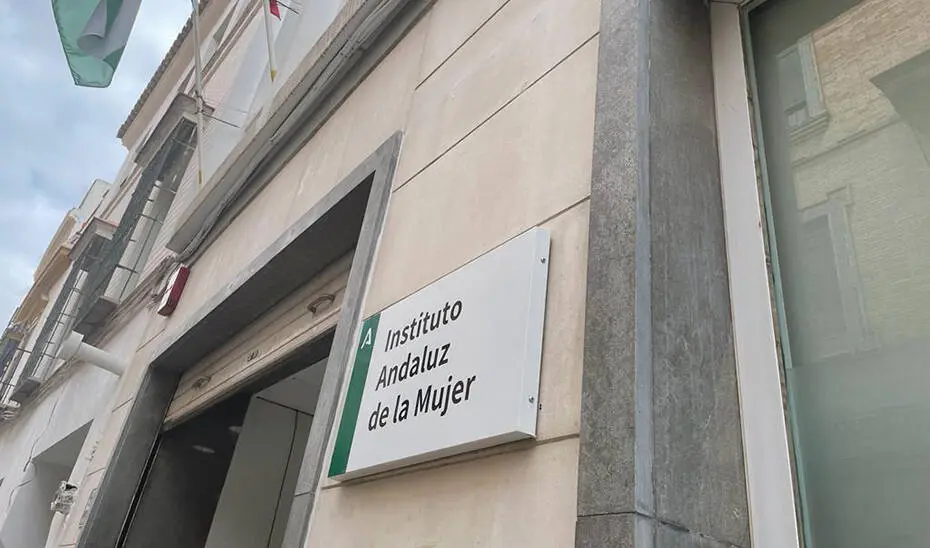 A Instituto
Andaluz
de la Mujer